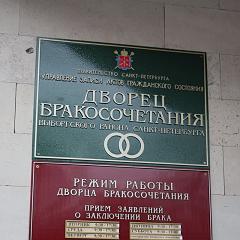 ПРАВИТЕЛЬСТВО САНКТ-ПЕТЕРБУРГА
УПРАВЛЕНИЕ ЗАПИСИ АКТОВ ГРАЖДАНСКОГО СОСТОЯНИЯ
ДВОРЕЦ
БРАКОСОЧЕТАНИЯ
ВЫБОРГСКОГО РАЙОНА САНКТ-ПЕТЕРБУРГА
РЕЖИМ РАБОТЫ
ДВОРЦА БРАКОСОЧЕТАНИЯ
ПРИЕМ ЗАЯВЛЕНИЙ
О ЗАКЛЮЧЕНИИ БРАКА